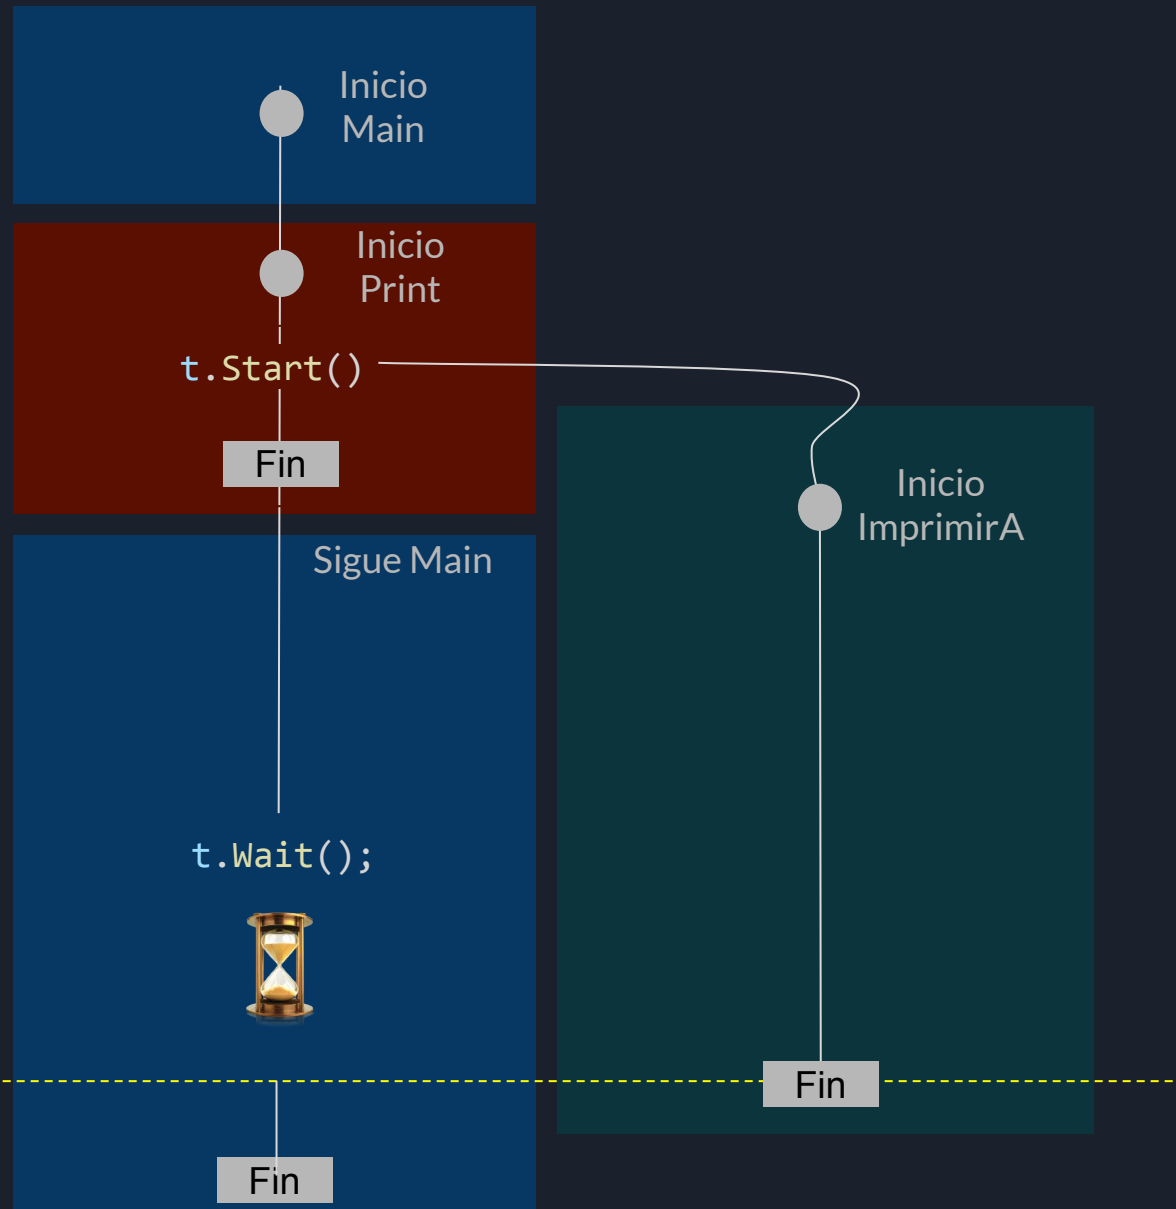 Inicio
Main
Inicio
Print
t.Start()
Fin
Inicio
ImprimirA
Sigue Main
t.Wait();
Fin
Fin